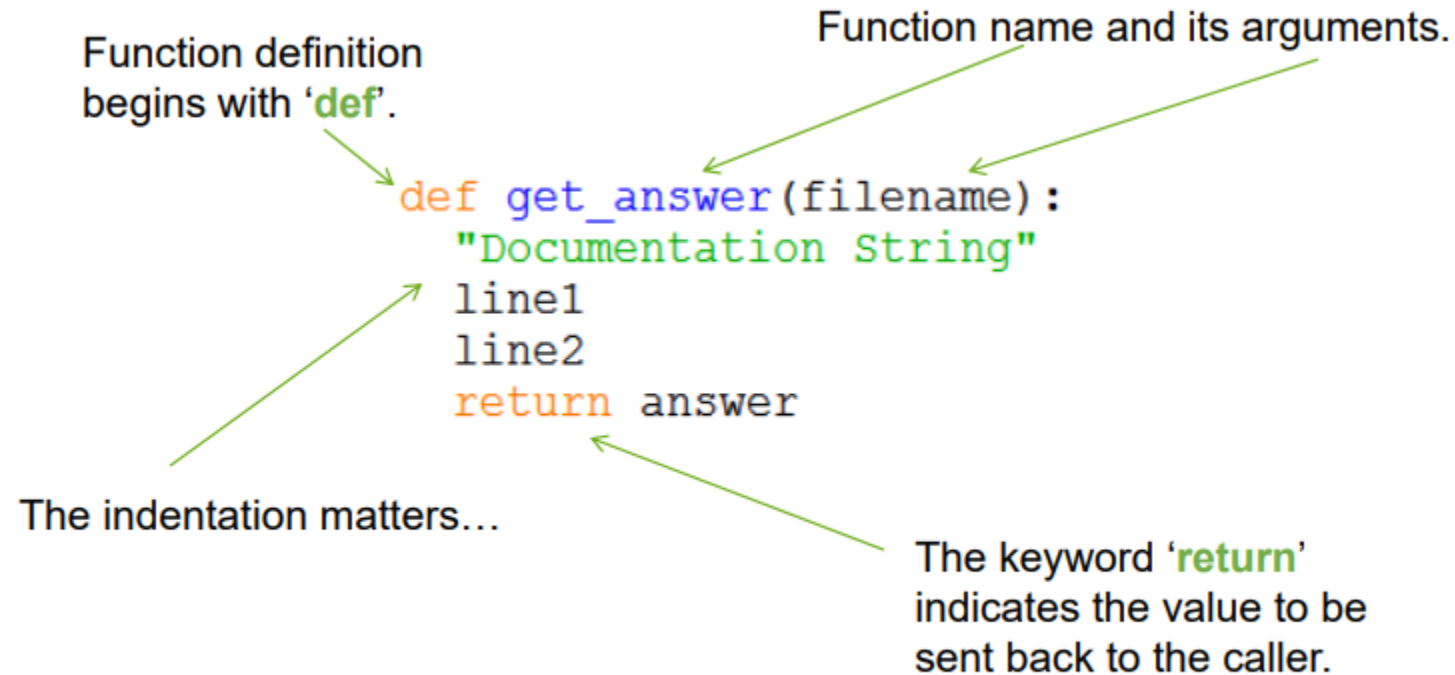 Function definition
begins with ‘def’.
Function name and its arguments.
def get_answer(filename):
"Documentation String"
line1
line2
return answer
The indentation matters…
The keyword ‘return’
indicates the value to be
sent back to the caller.